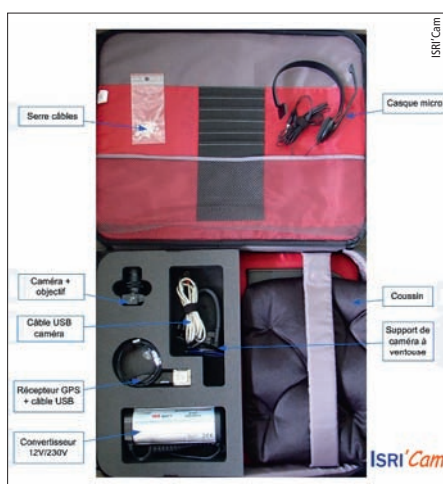 ISRI'Cam
Serre câbles
Casque micro
Caméra +
objectif
Câble USB
caméra
Récepteur GPS
+ câble USB
Convertisseur
12V/230V
Coussin
Support de
caméra à
ventouse
ISRI'Cam